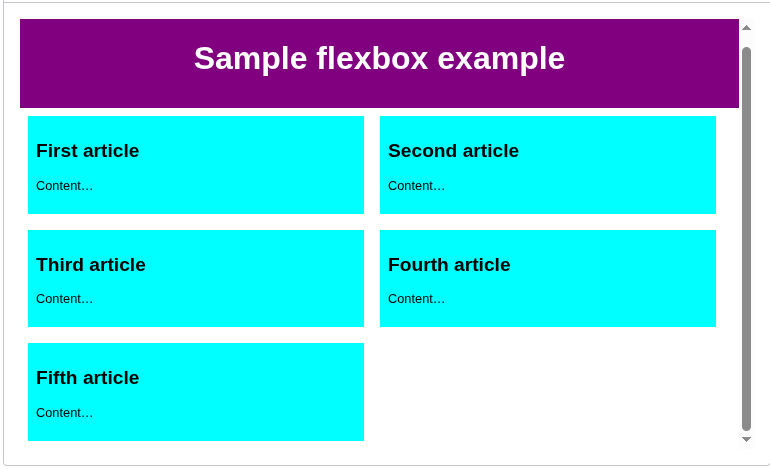 Sample flexbox example
First article
Content…
Second article
Content…
Third article
Content…
Fourth article
Content…
Fifth article
Content…